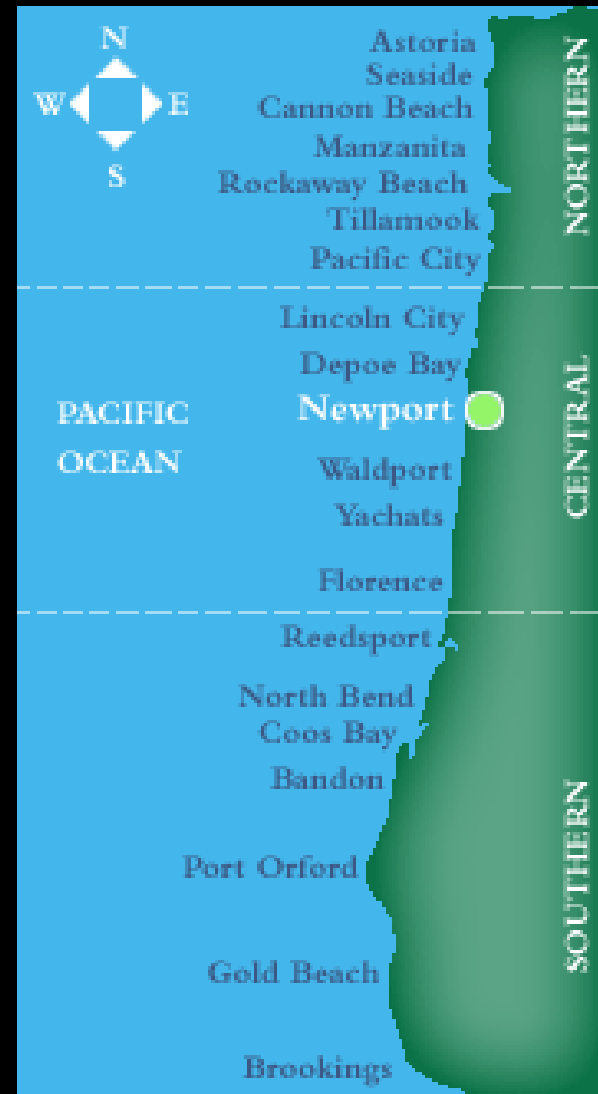 N
W E
S
Astoria
Seaside
Cannon Beach
Manzanita
Rockaway Beach
Tillamook
Pacific City
NORTHERN
Lincoln City
Depoe Bay
Newport
Waldport
Yachats
Florence
CENTRAL
PACIFIC
OCEAN
Reedsport
North Bend
Coos Bay
Bandon
Port Orford
Gold Beach
Brookings
SOUTHERN